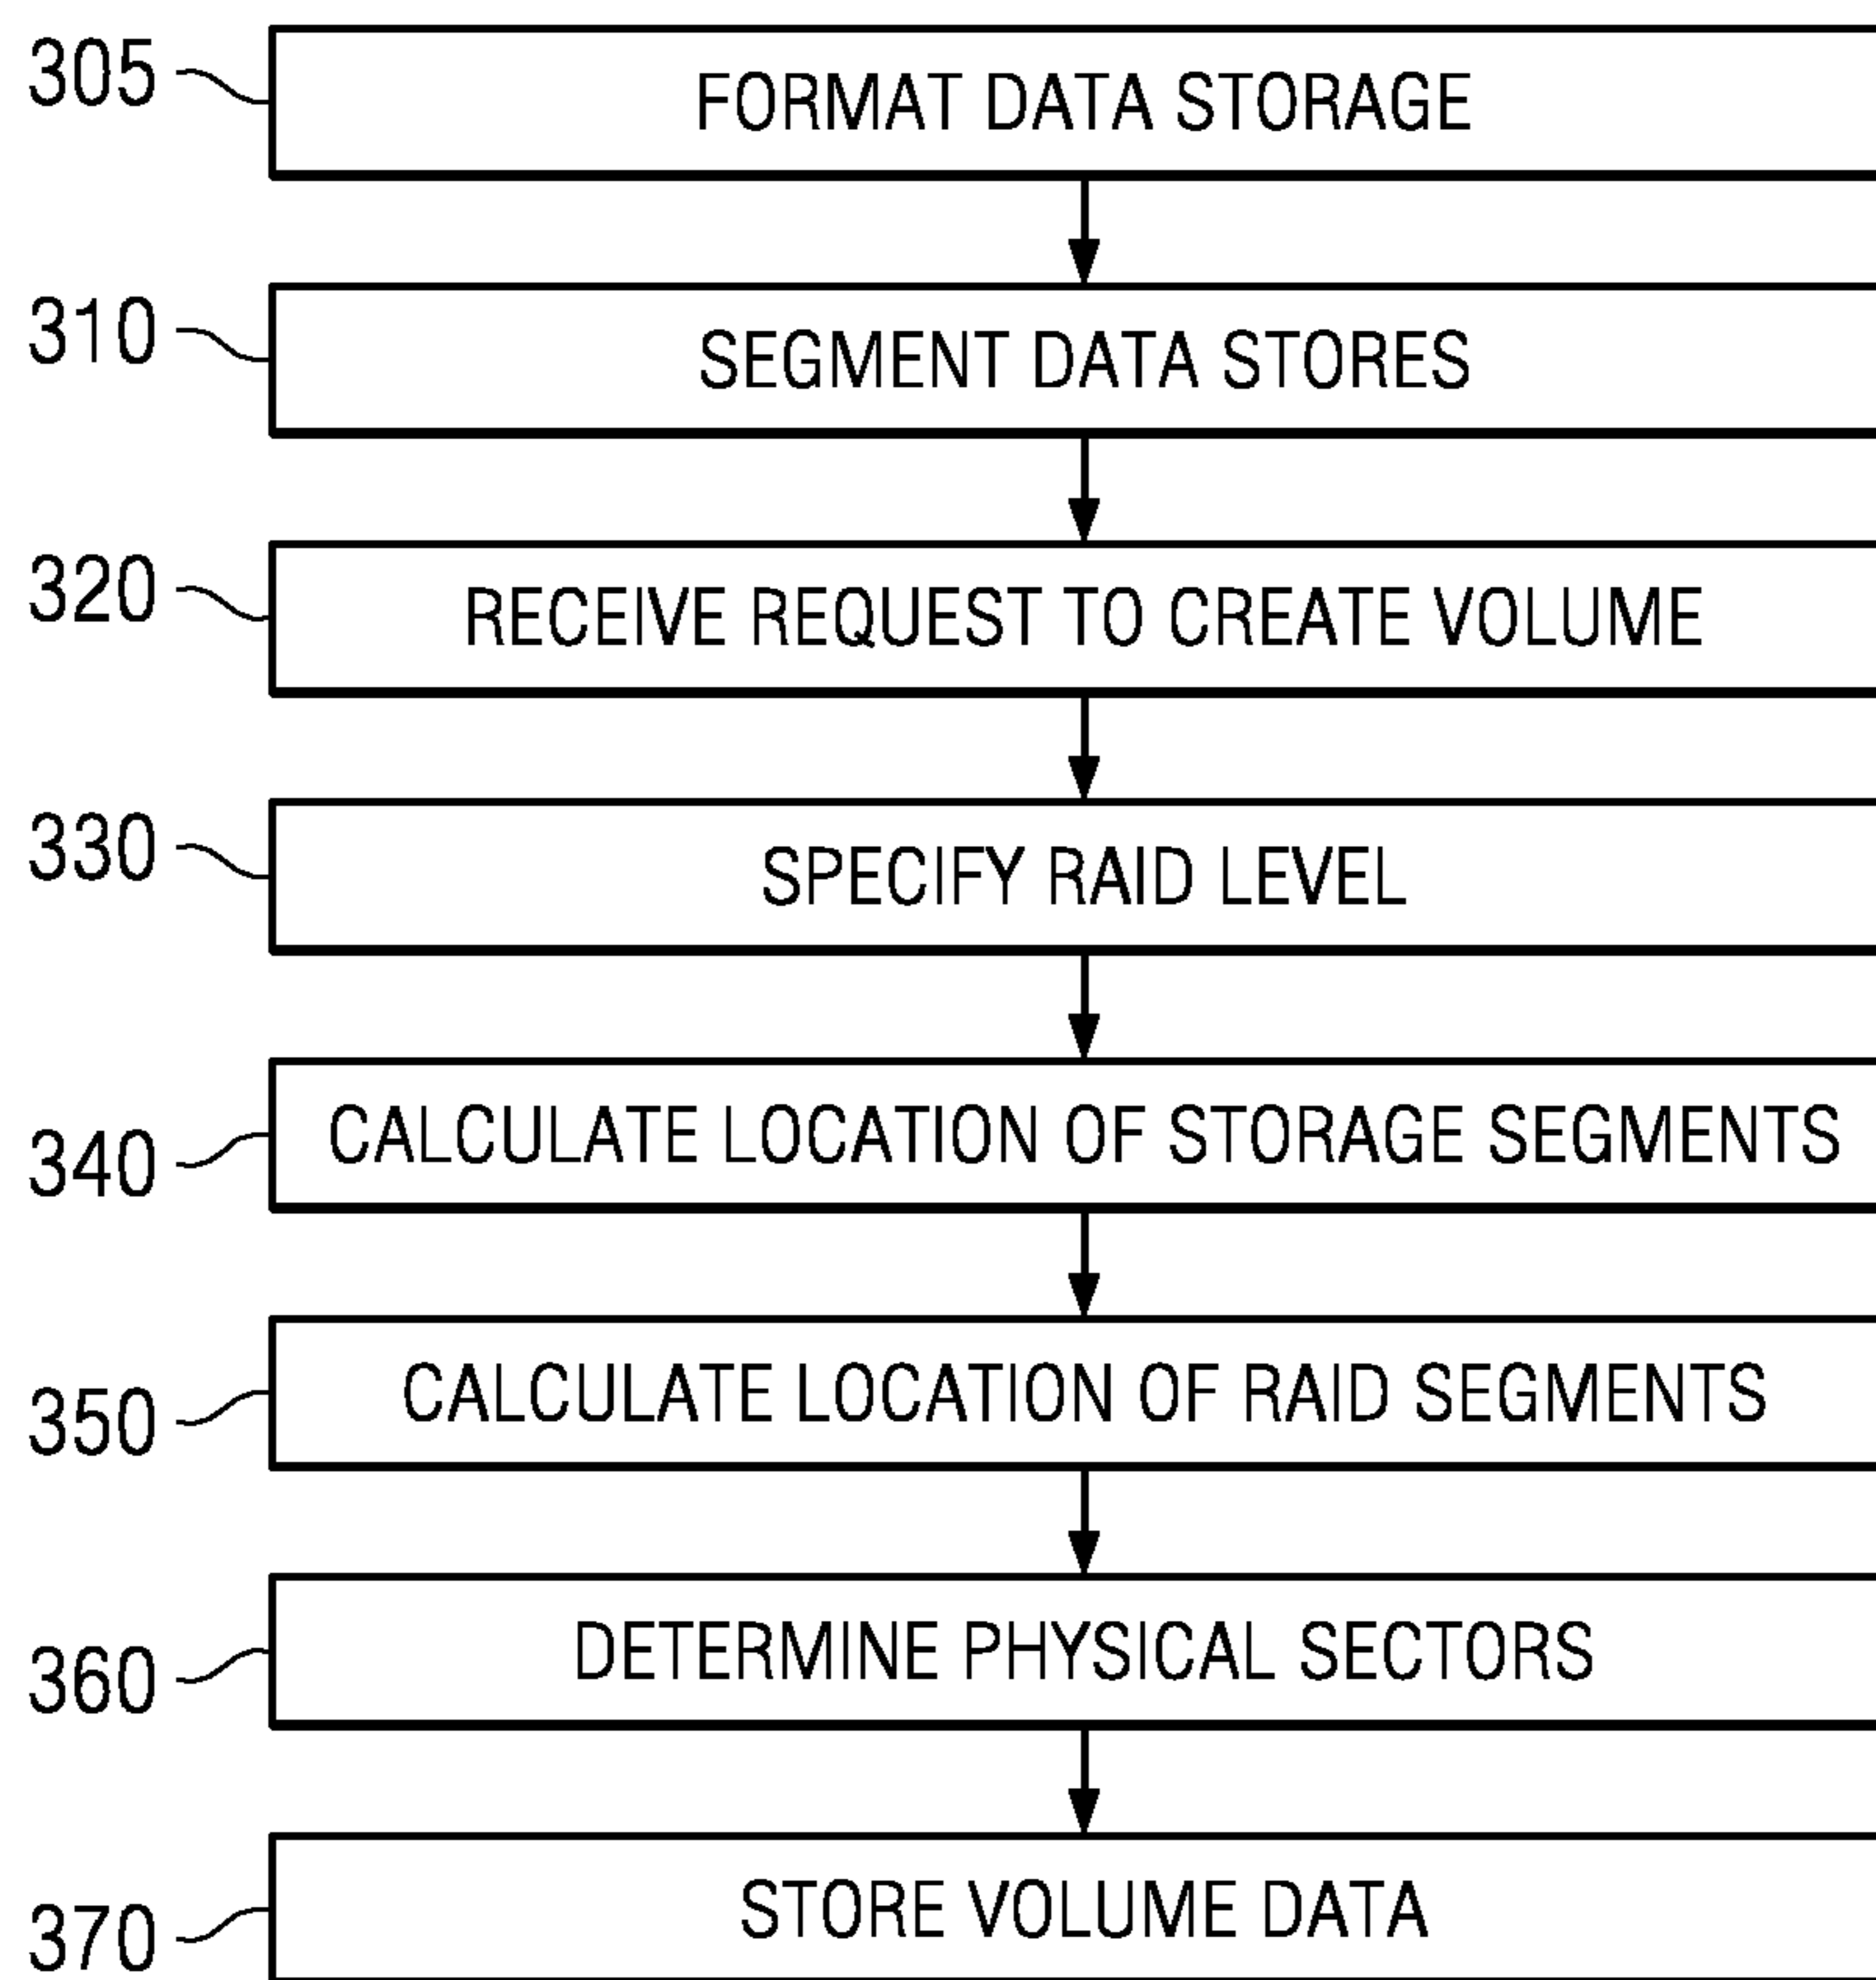 305 FORMAT DATA STORAGE
310 SEGMENT DATA STORES
320 RECEIVE REQUEST TO CREATE VOLUME
330 SPECIFY RAID LEVEL
340 CALCULATE LOCATION OF STORAGE SEGMENTS
350 CALCULATE LOCATION OF RAID SEGMENTS
360 DETERMINE PHYSICAL SECTORS
370 STORE VOLUME DATA